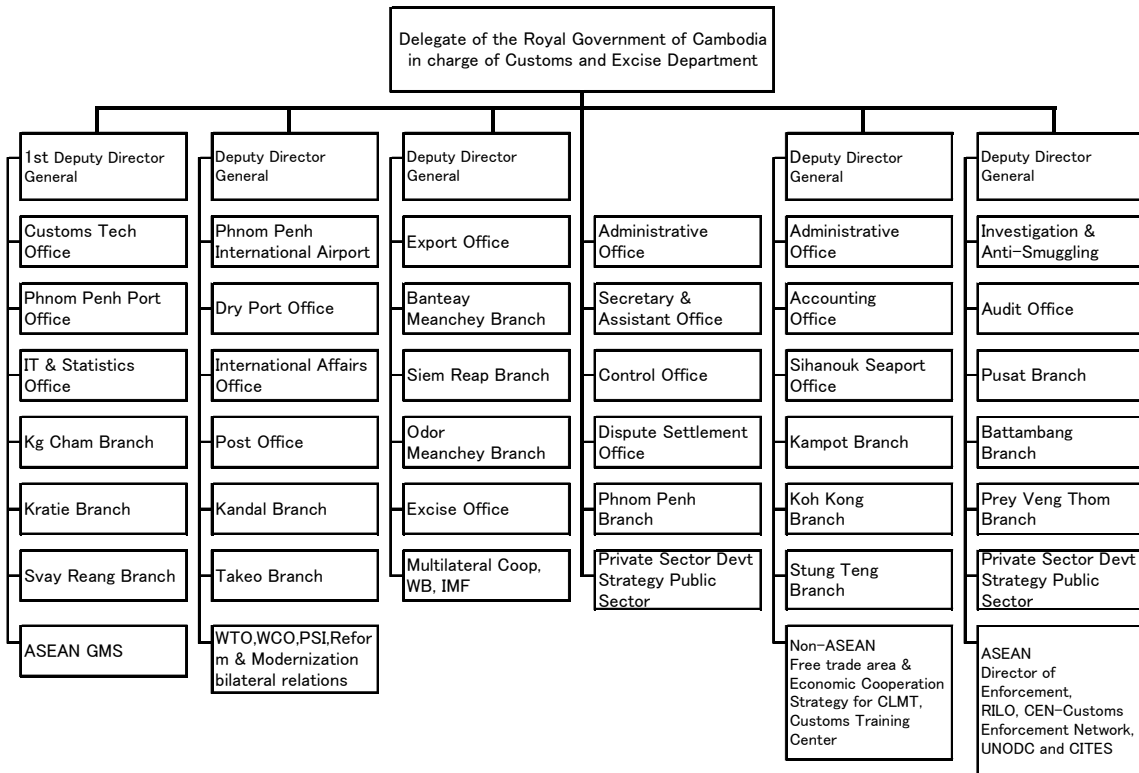 Delegate of the Royal Government of Cambodia
in charge of Customs and Excise Department
1st Deputy Director
General
Customs Tech
Office
Phnom Penh Port
Office
IT & Statistics
Office
Kg Cham Branch
Kratie Branch
Svay Reang Branch
ASEAN GMS
Deputy Director
General
Phnom Penh
International Airport
Dry Port Office
International Affairs
Office
Post Office
Kandal Branch
Takeo Branch
WTO,WCO,PSI,Refor
m & Modernization
bilateral relations
Deputy Director
General
Export Office
Banteay
Meanchey Branch
Siem Reap Branch
Odor
Meanchey Branch
Excise Office
Multilateral Coop,
WB, IMF
Administrative
Office
Secretary &
Assistant Office
Control Office
Dispute Settlement
Office
Phnom Penh
Branch
Private Sector Devt
Strategy Public
Sector
Deputy Director
General
Administrative
Office
Accounting
Office
Sihanouk Seaport
Office
Kampot Branch
Koh Kong
Branch
Stung Teng
Branch
Non-ASEAN
Free trade area &
Economic Cooperation
Strategy for CLMT,
Customs Training
Center
Deputy Director
General
Investigation &
Anti-Smuggling
Audit Office
Pusat Branch
Battambang
Branch
Prey Veng Thom
Branch
Private Sector Devt
Strategy Public
Sector
ASEAN
Director of
Enforcement,
RILO, CEN-Customs
Enforcement Network,
UNODC and CITES